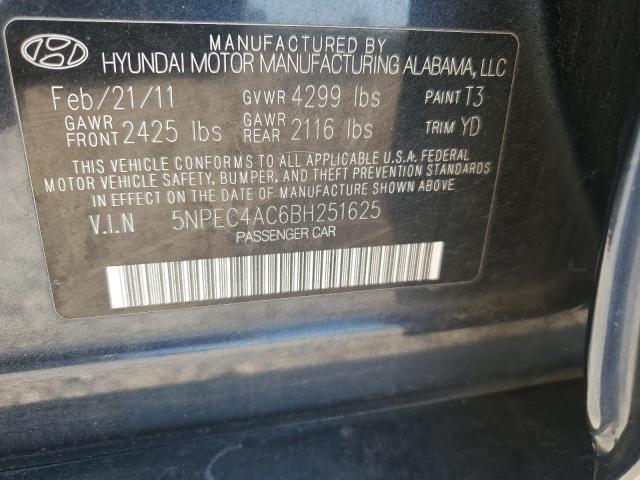 MANUFACTURED BY
HYUNDAI MOTOR MANUFACTURING ALABAMA, LLC
Feb/21/11 GVWR 4299 lbs PAINT T3
GAWR FRONT 2425 lbs GAWR REAR 2116 lbs TRIM YD
THIS VEHICLE CONFORMS TO ALL APPLICABLE U.S.A. FEDERAL
MOTOR VEHICLE SAFETY, BUMPER, AND THEFT PREVENTION STANDARDS
IN EFFECT ON THE DATE OF MANUFACTURE SHOWN ABOVE.
V.I.N 5NPEC4AC6BH251625
PASSENGER CAR